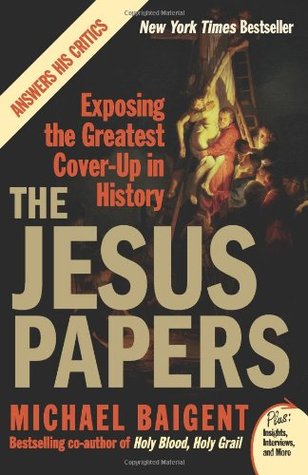 New York Times Bestseller
ANSWERS HIS CRITICS
Exposing
the Greatest
Cover-Up in
History
THE
JESUS
PAPERS
MICHAEL BAIGENT
Bestselling co-author of Holy Blood, Holy Grail
Plus:
Insights,
Interviews,
and More